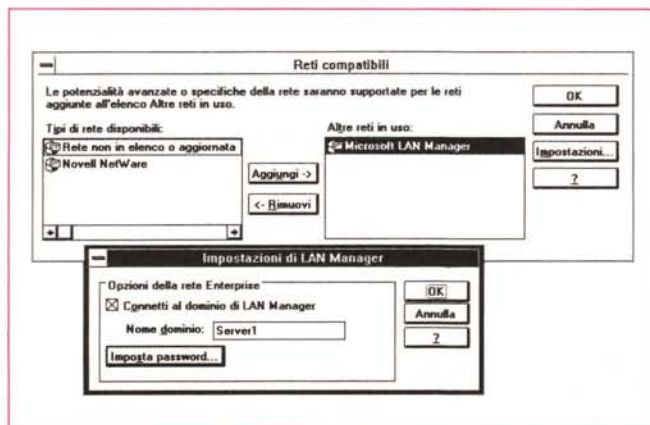 Reti compatibili
Le potenzialità avanzate o specifiche della rete saranno supportate per le reti
aggiunte all'elenco Altre reti in uso.
Tipi di rete disponibili:
Rete non in elenco o aggiornata
Novell NetWare
Aggiungi ->
<- Rimuovi
Altre reti in uso:
Microsoft LAN Manager
OK
Annulla
Impostazioni...
?
Impostazioni di LAN Manager
Opzioni della rete Enterprise
Connetti al dominio di LAN Manager
Nome dominio: Server1
Imposta password...
OK
Annulla
?